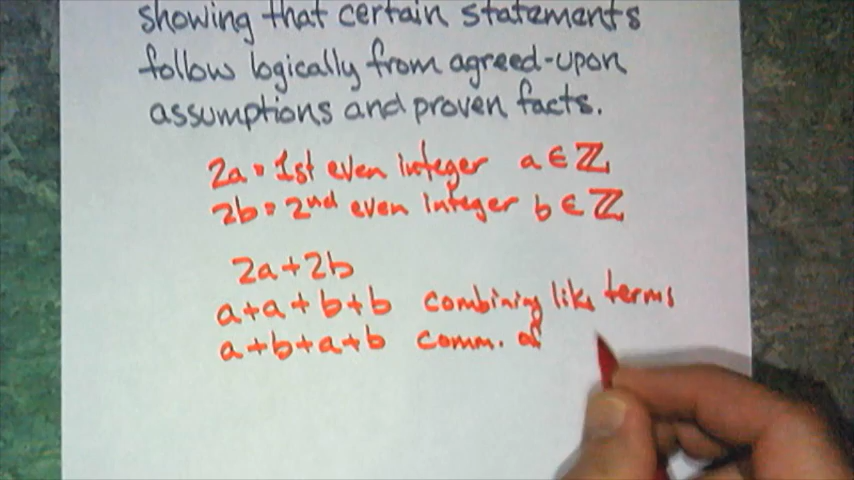 showing that certain statements
follow logically from agreed-upon
assumptions and proven facts.
2a = 1st even integer a ∈ ℤ
2b = 2nd even integer b ∈ ℤ
2a+2b
a+a+b+b combining like terms
a+b+a+b comm. of